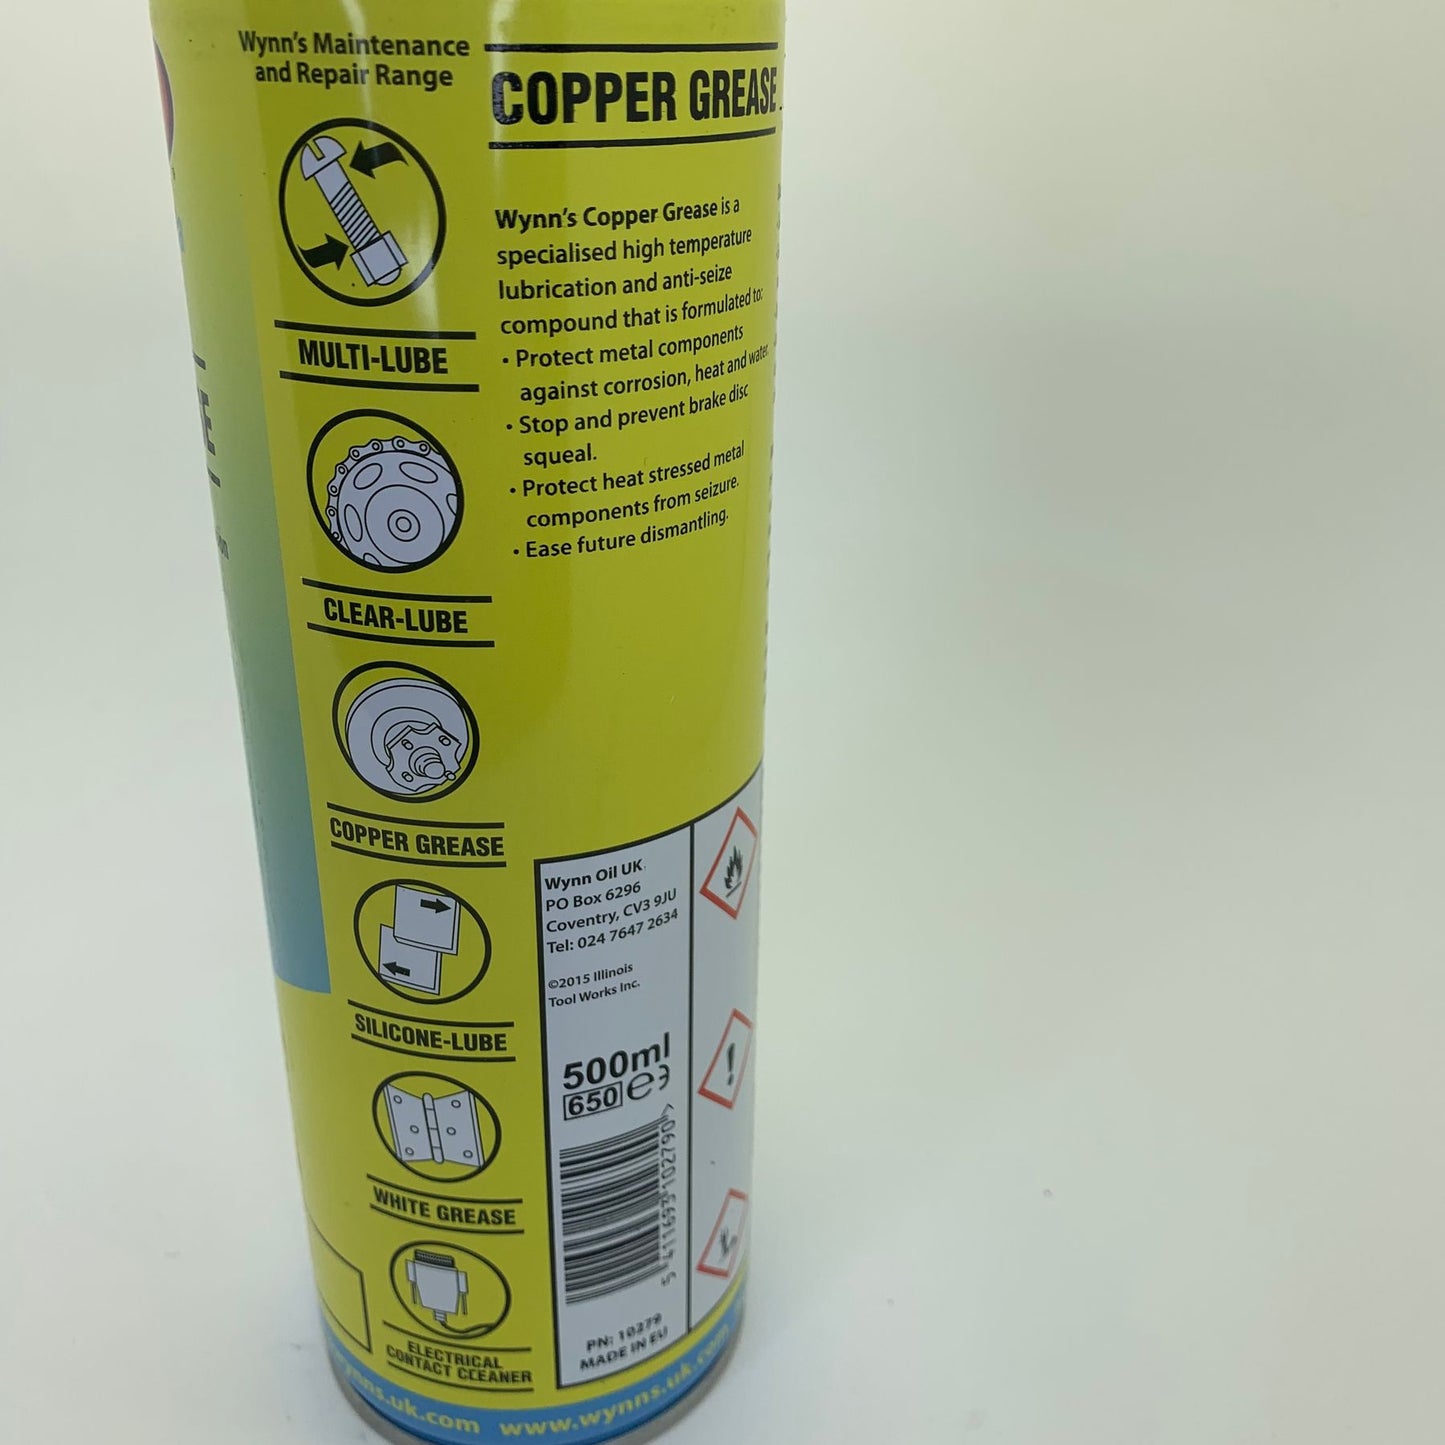 Wynn's Maintenance
and Repair Range
MULTI-LUBE
CLEAR-LUBE
COPPER GREASE
SILICONE-LUBE
WHITE GREASE
ELECTRICAL
CONTACT CLEANER
COPPER GREASE
Wynn's Copper Grease is a
specialised high temperature
lubrication and anti-seize
compound that is formulated to:
• Protect metal components
against corrosion, heat and water.
• Stop and prevent brake disc
squeal.
• Protect heat stressed metal
components from seizure.
• Ease future dismantling.
Wynn Oil UK
PO Box 6296
Coventry, CV3 9JU
Tel: 024 7647 2634
©2015 Illinois
Tool Works Inc.
500ml
650 e
5 411693 102790 >
PN: 10279
MADE IN EU
www.wynns.uk.com